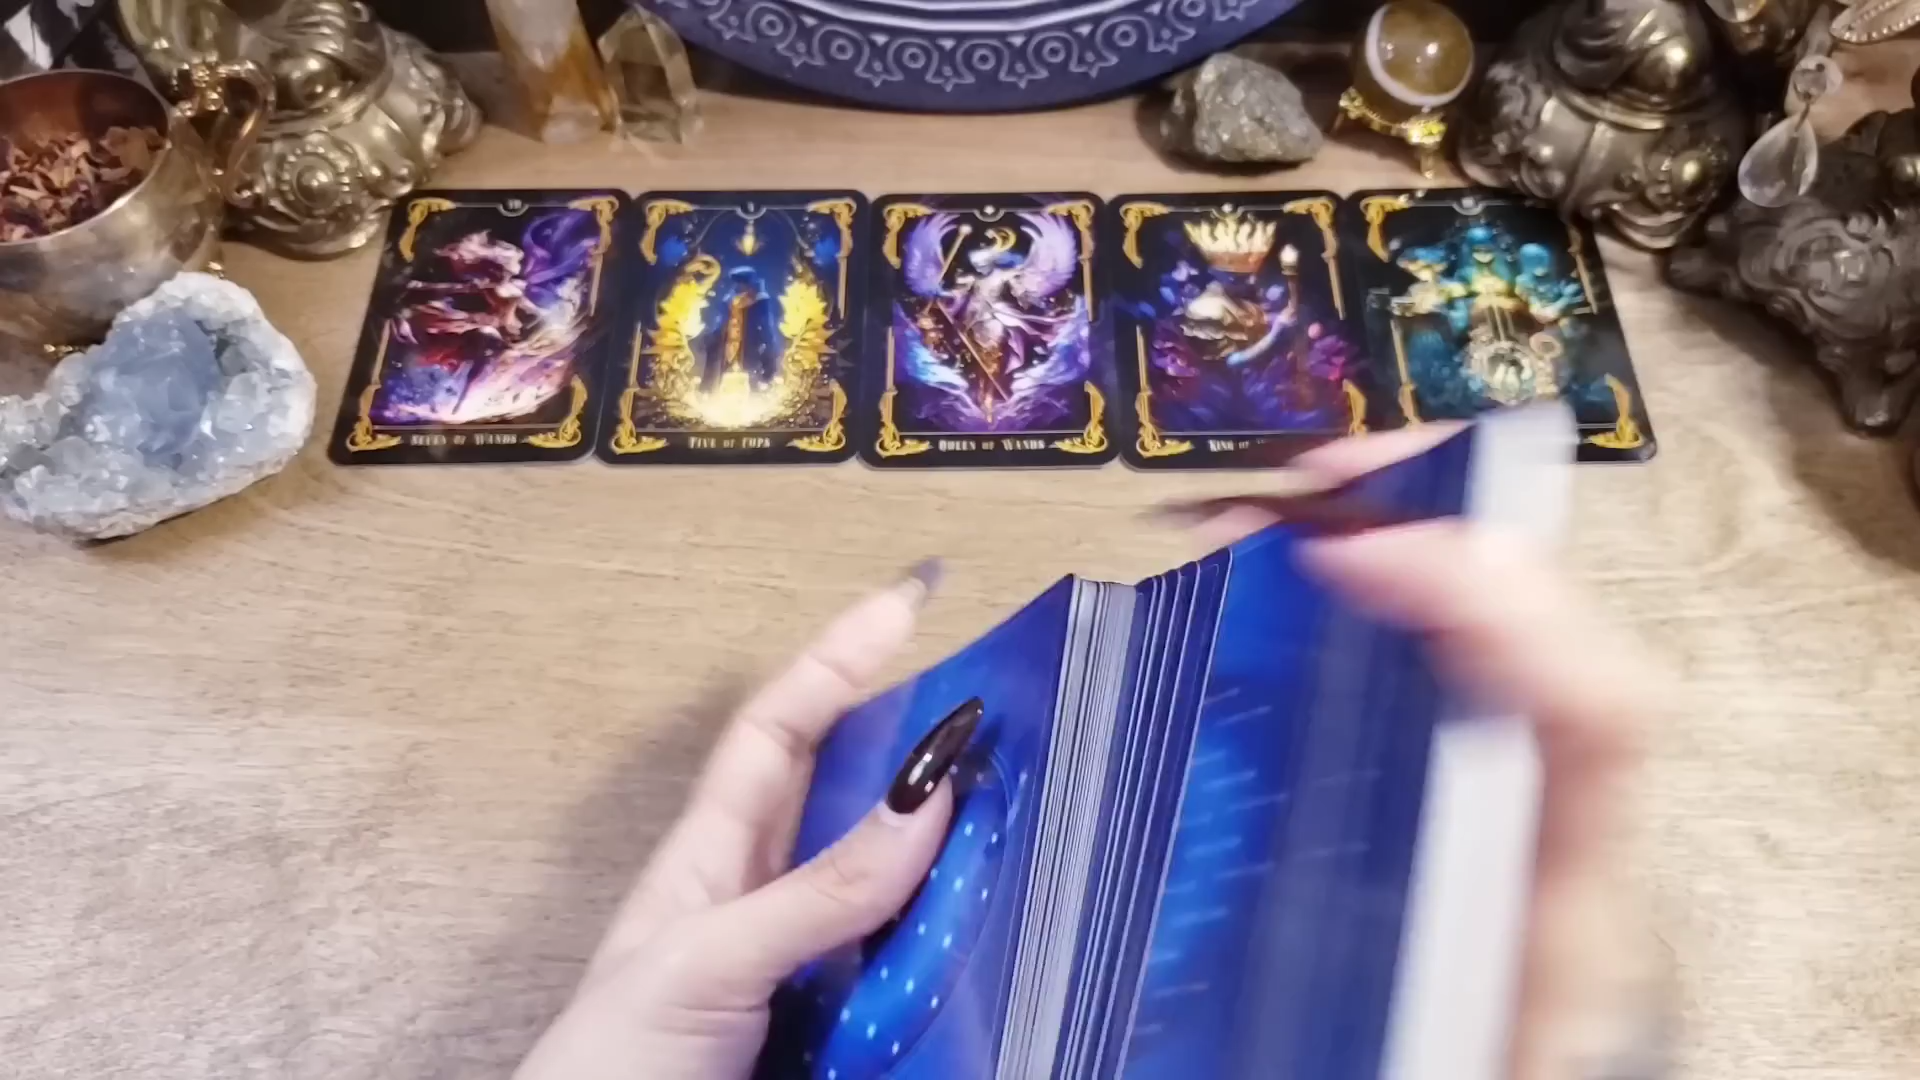 SEVEN OF WANDS
FIVE OF CUPS
QUEEN OF WANDS
KING OF